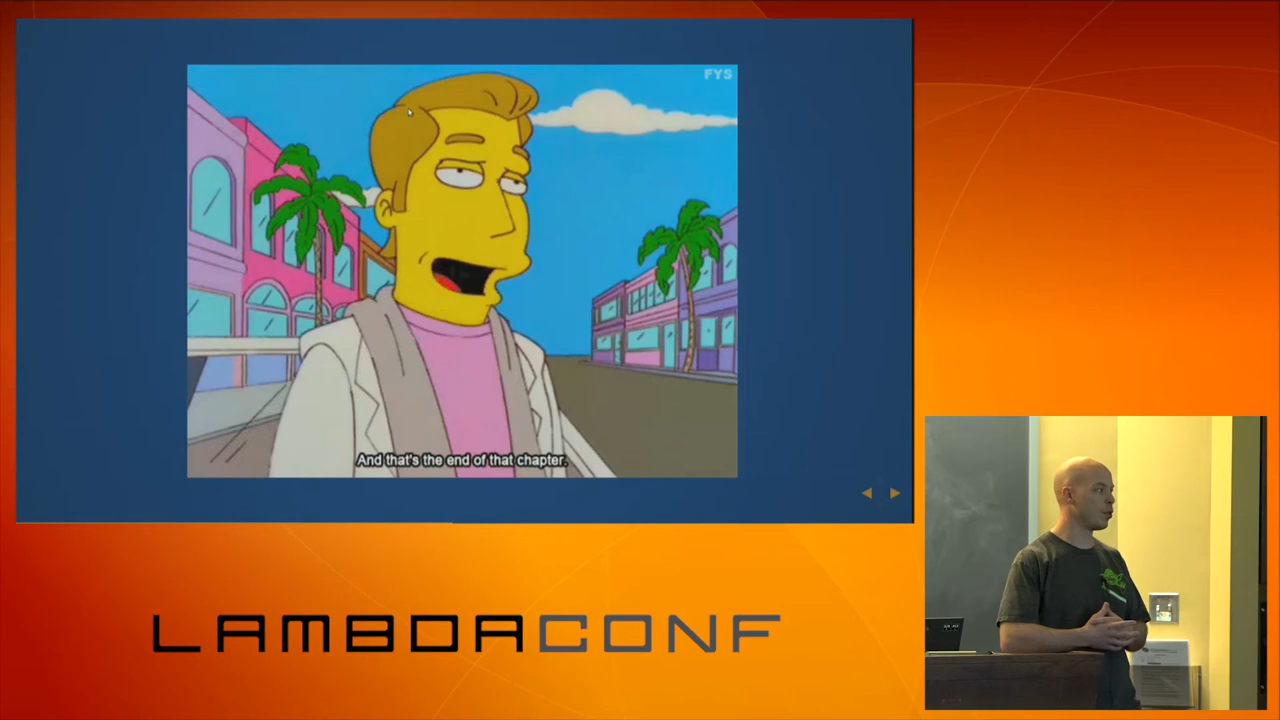 FYS
And that's the end of that chapter.
LAMBDACONF